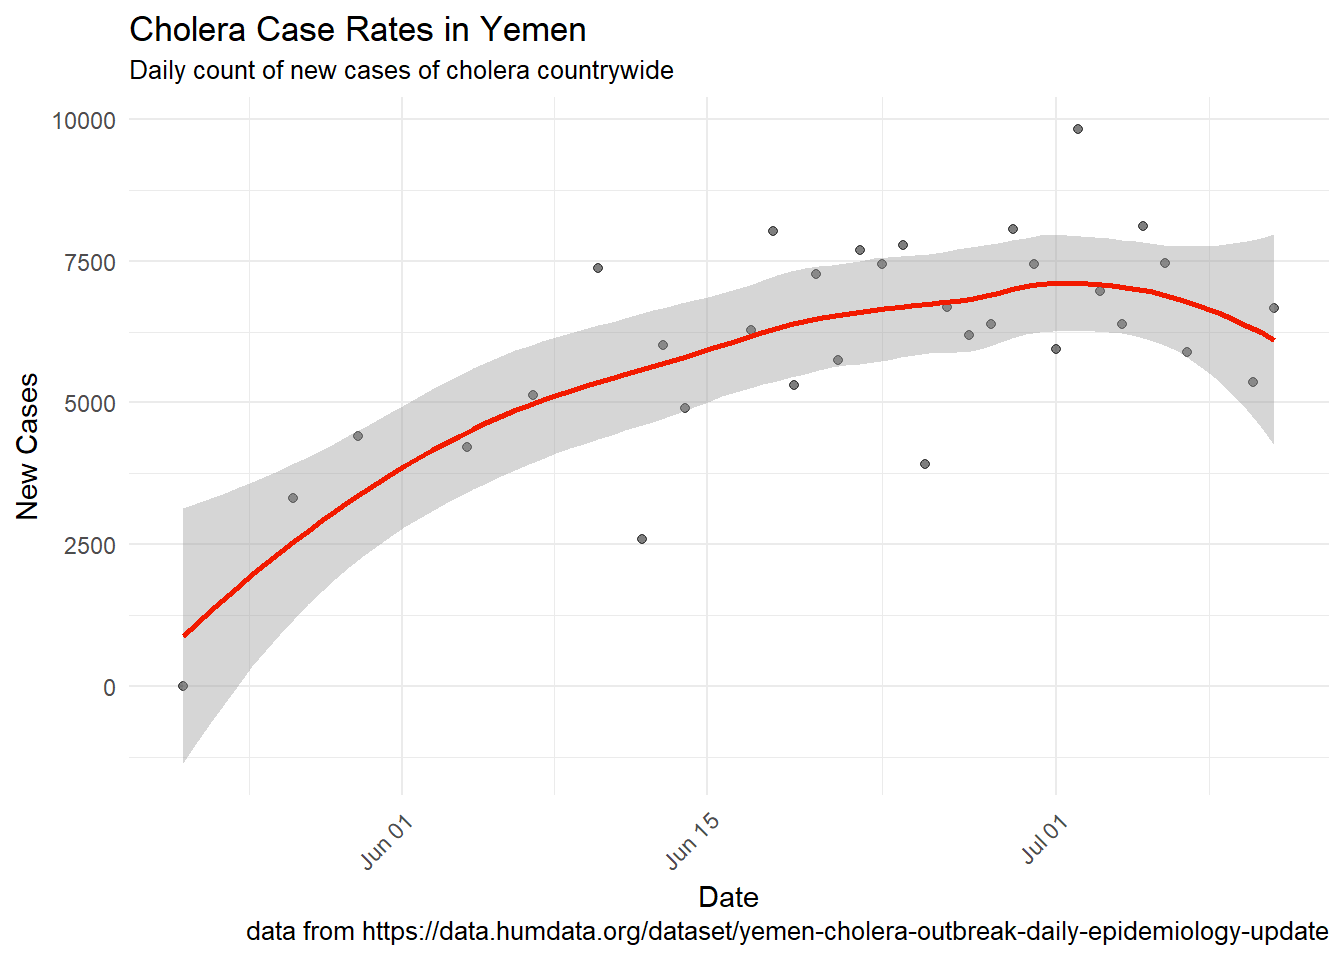 Cholera Case Rates in Yemen
Daily count of new cases of cholera countrywide
10000
7500
5000
2500
0
New Cases
Jun 01
Jun 15
Jul 01
Date
data from https://data.humdata.org/dataset/yemen-cholera-outbreak-daily-epidemiology-update